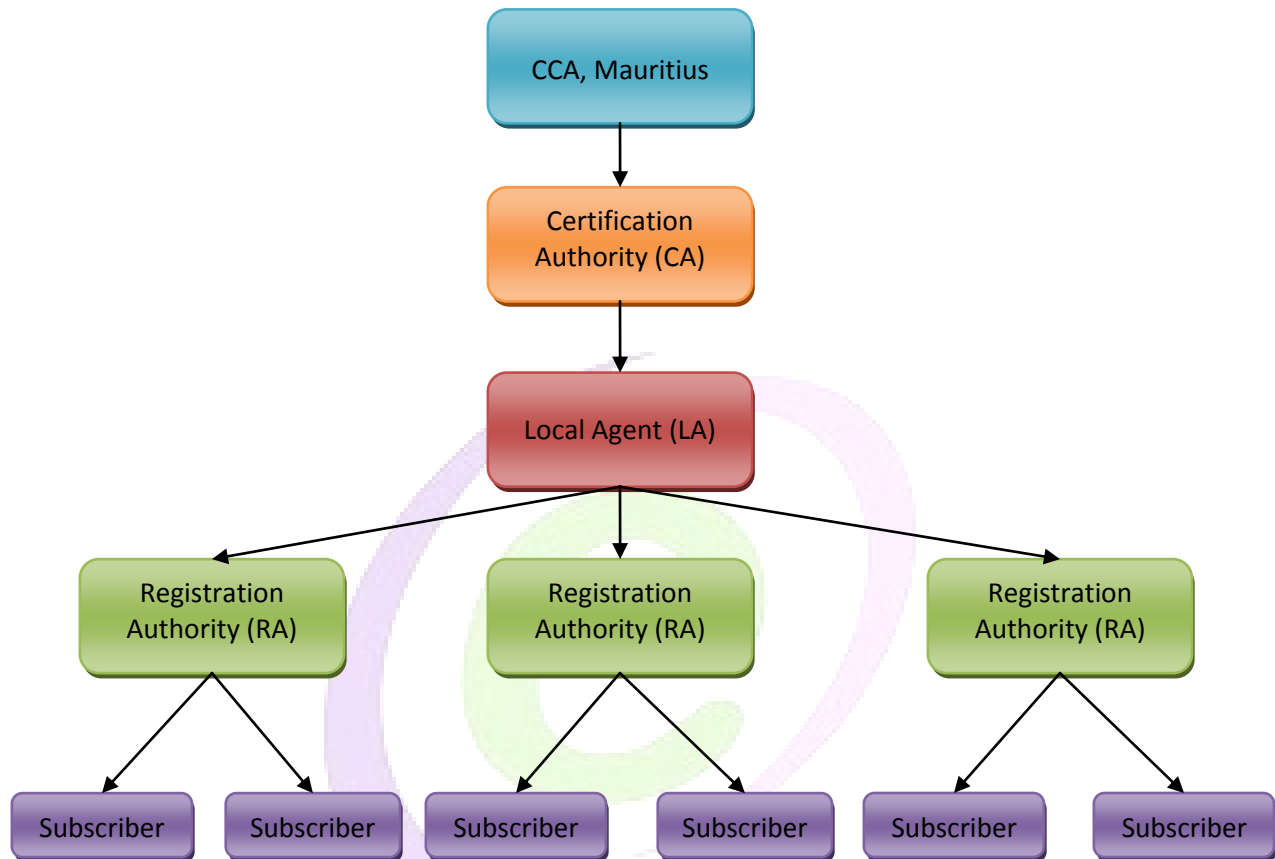 CCA, Mauritius
Certification
Authority (CA)
Local Agent (LA)
Registration
Authority (RA)
Registration
Authority (RA)
Registration
Authority (RA)
Subscriber
Subscriber
Subscriber
Subscriber
Subscriber
Subscriber